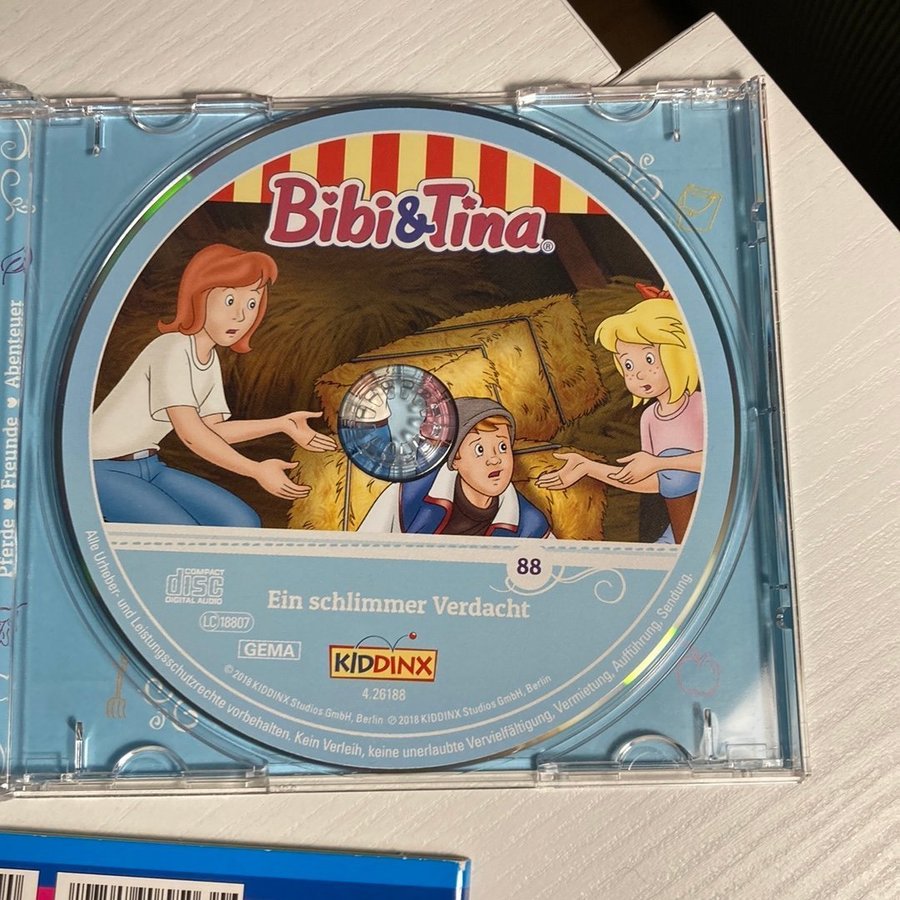 Bibi&Tina®
Pferde ♥ Freunde ♥ Abenteuer
88
COMPACT
disc
DIGITAL AUDIO
Ein schlimmer Verdacht
LC 18807
GEMA
KIDDINX
4.26188
© 2018 KIDDINX Studios GmbH, Berlin ℗ 2018 KIDDINX Studios GmbH, Berlin
Alle Urheber- und Leistungsschutzrechte vorbehalten. Kein Verleih, keine unerlaubte Vervielfältigung, Vermietung, Aufführung, Sendung.